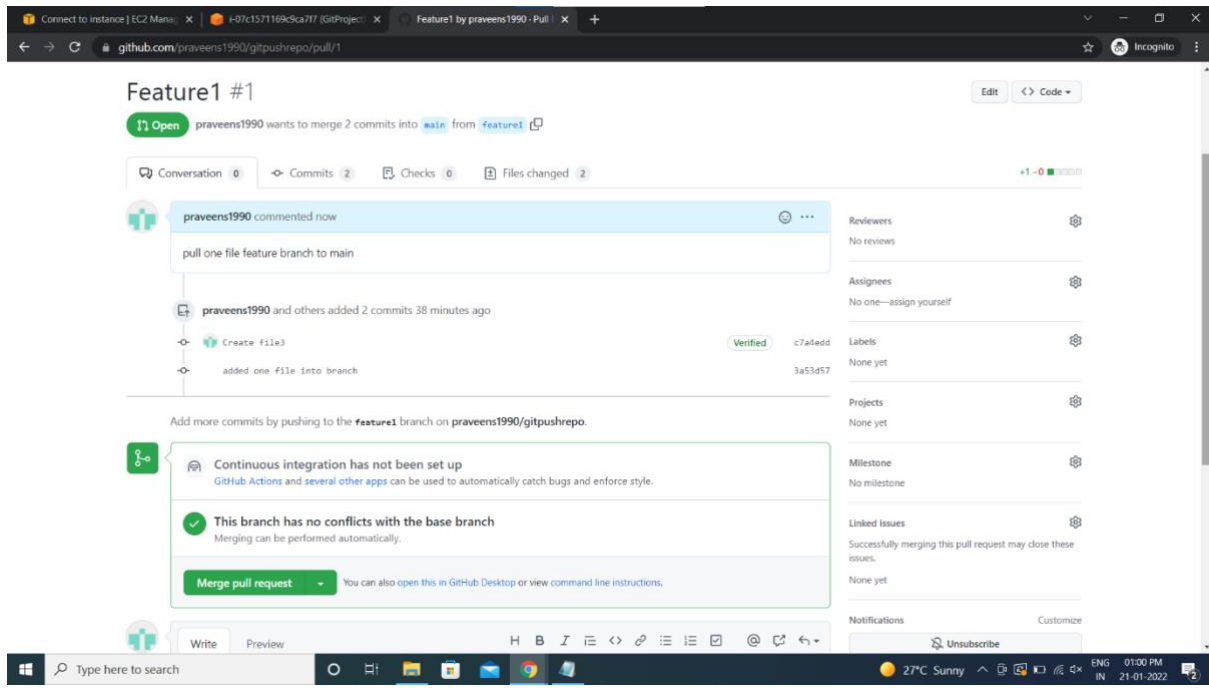 Connect to instance | EC2 Manag
i-07c1571169c9ca7f7 (GitProject
Feature1 by praveens1990 · Pull
github.com/praveens1990/gitpushrepo/pull/1
Incognito
Feature1 #1
Edit
<> Code
Open
praveens1990 wants to merge 2 commits into main from feature1
Conversation 0
Commits 2
Checks 0
Files changed 2
+1 −0
praveens1990 commented now
pull one file feature branch to main
praveens1990 and others added 2 commits 38 minutes ago
Create file3
Verified
c7a4edd
added one file into branch
3a53d57
Add more commits by pushing to the feature1 branch on praveens1990/gitpushrepo.
Continuous integration has not been set up
GitHub Actions and several other apps can be used to automatically catch bugs and enforce style.
This branch has no conflicts with the base branch
Merging can be performed automatically.
Merge pull request
You can also open this in GitHub Desktop or view command line instructions.
Write
Preview
H B I
Reviewers
No reviews
Assignees
No one—assign yourself
Labels
None yet
Projects
None yet
Milestone
No milestone
Linked issues
Successfully merging this pull request may close these
issues.
None yet
Notifications
Customize
Unsubscribe
Type here to search
27°C Sunny
ENG
IN
01:00 PM
21-01-2022
2